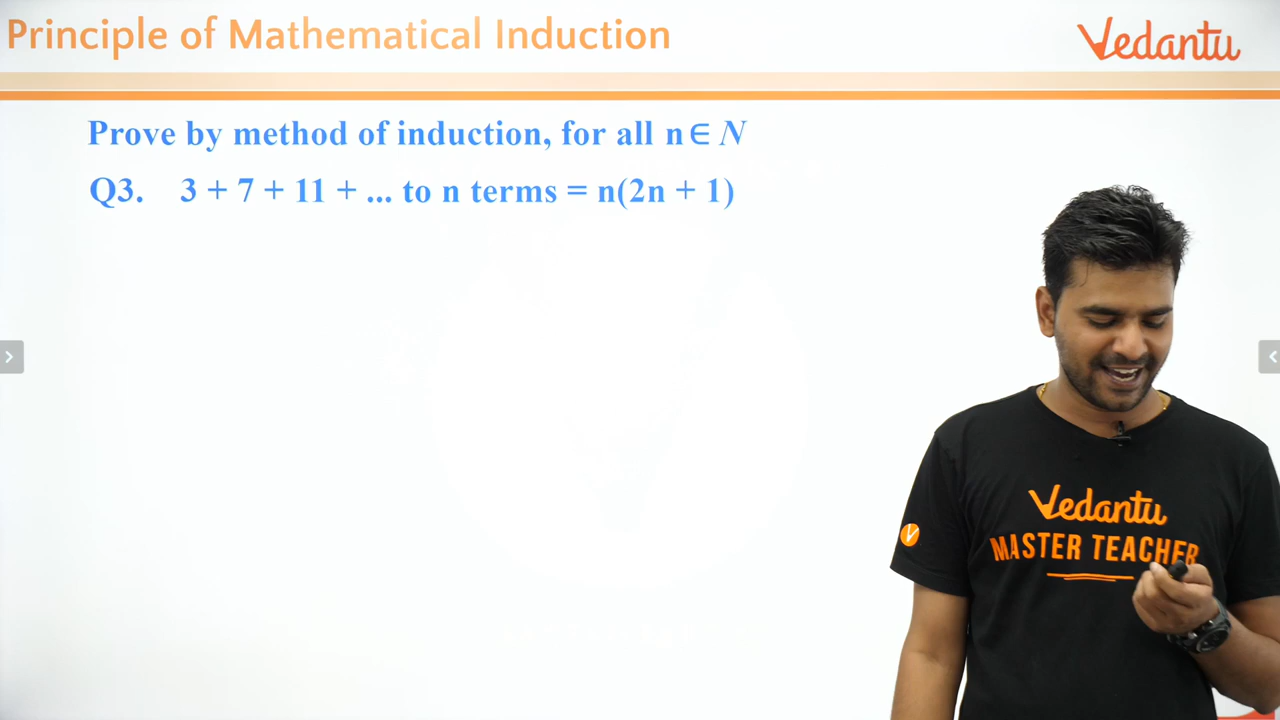 Principle of Mathematical Induction
Vedantu
Prove by method of induction, for all n ∈ N
Q3. 3 + 7 + 11 + ... to n terms = n(2n + 1)
Vedantu
MASTER TEACHER